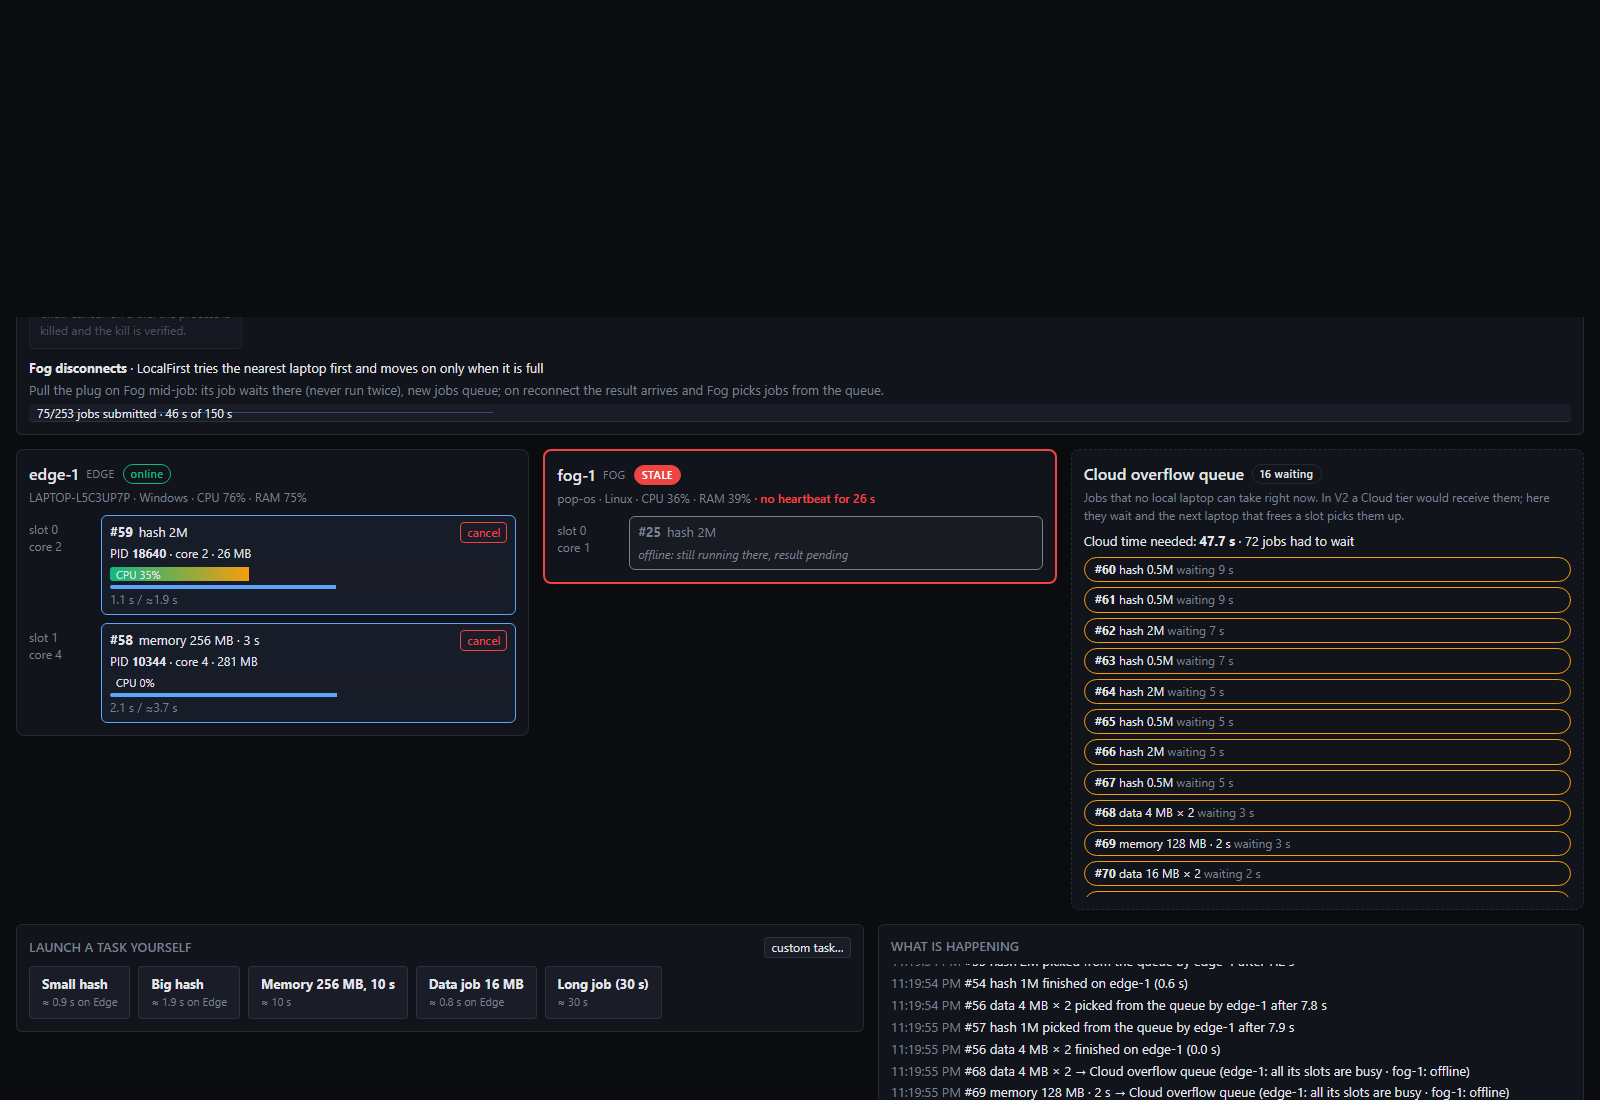 killed and the kill is verified.
Fog disconnects · LocalFirst tries the nearest laptop first and moves on only when it is full
Pull the plug on Fog mid-job: its job waits there (never run twice), new jobs queue; on reconnect the result arrives and Fog picks jobs from the queue.
75/253 jobs submitted · 46 s of 150 s
edge-1 EDGE online
LAPTOP-L5C3UP7P · Windows · CPU 76% · RAM 75%
slot 0
core 2
#59 hash 2M
cancel
PID 18640 · core 2 · 26 MB
CPU 35%
1.1 s / ≈1.9 s
slot 1
core 4
#58 memory 256 MB · 3 s
cancel
PID 10344 · core 4 · 281 MB
CPU 0%
2.1 s / ≈3.7 s
fog-1 FOG STALE
pop-os · Linux · CPU 36% · RAM 39% · no heartbeat for 26 s
slot 0
core 1
#25 hash 2M
offline: still running there, result pending
Cloud overflow queue 16 waiting
Jobs that no local laptop can take right now. In V2 a Cloud tier would receive them; here
they wait and the next laptop that frees a slot picks them up.
Cloud time needed: 47.7 s · 72 jobs had to wait
#60 hash 0.5M waiting 9 s
#61 hash 0.5M waiting 9 s
#62 hash 2M waiting 7 s
#63 hash 0.5M waiting 7 s
#64 hash 2M waiting 5 s
#65 hash 0.5M waiting 5 s
#66 hash 2M waiting 5 s
#67 hash 0.5M waiting 5 s
#68 data 4 MB × 2 waiting 3 s
#69 memory 128 MB · 2 s waiting 3 s
#70 data 16 MB × 2 waiting 2 s
LAUNCH A TASK YOURSELF
custom task...
Small hash
≈ 0.9 s on Edge
Big hash
≈ 1.9 s on Edge
Memory 256 MB, 10 s
≈ 10 s
Data job 16 MB
≈ 0.8 s on Edge
Long job (30 s)
≈ 30 s
WHAT IS HAPPENING
11:19:54 PM #54 hash 1M finished on edge-1 (0.6 s)
11:19:54 PM #56 data 4 MB × 2 picked from the queue by edge-1 after 7.8 s
11:19:55 PM #57 hash 1M picked from the queue by edge-1 after 7.9 s
11:19:55 PM #56 data 4 MB × 2 finished on edge-1 (0.0 s)
11:19:55 PM #68 data 4 MB × 2 → Cloud overflow queue (edge-1: all its slots are busy · fog-1: offline)
11:19:55 PM #69 memory 128 MB · 2 s → Cloud overflow queue (edge-1: all its slots are busy · fog-1: offline)